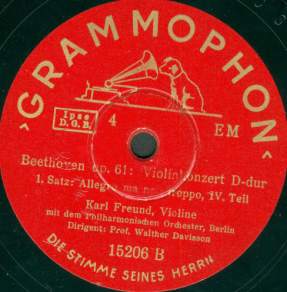 GRAMMOPHON
D.G.B.
4
EM
Beethoven op. 61: Violinkonzert D-dur
1. Satz: Allegro ma non troppo, IV. Teil
Karl Freund, Violine
mit dem Philharmonischen Orchester, Berlin
Dirigent: Prof. Walther Davisson
15206 B
DIE STIMME SEINES HERRN